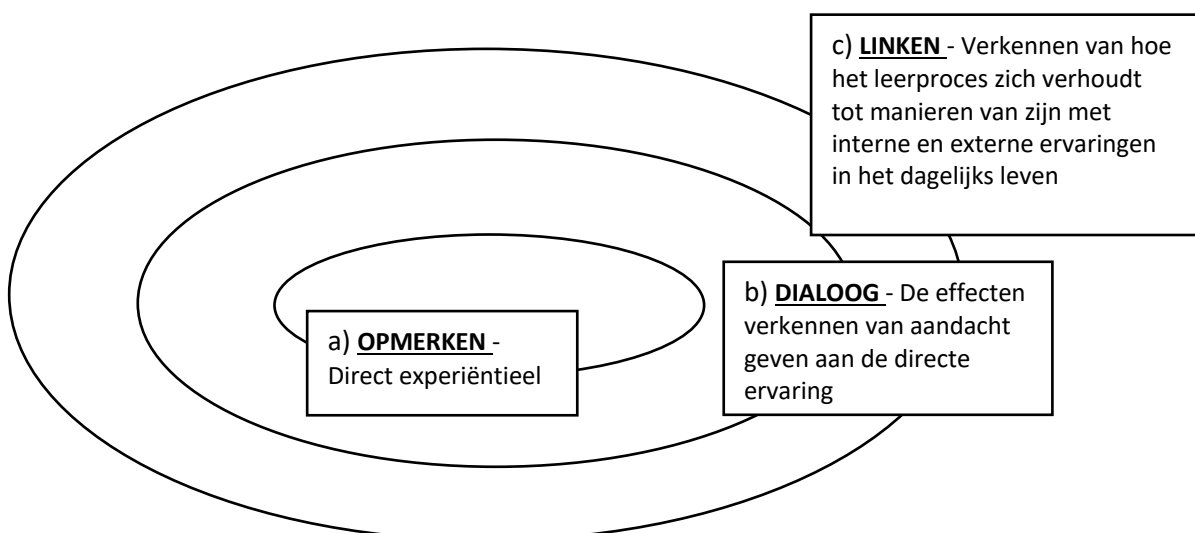 c) LINKEN - Verkennen van hoe
het leerproces zich verhoudt
tot manieren van zijn met
interne en externe ervaringen
in het dagelijks leven
b) DIALOOG - De effecten
verkennen van aandacht
geven aan de directe
ervaring
a) OPMERKEN -
Direct experiëntieel